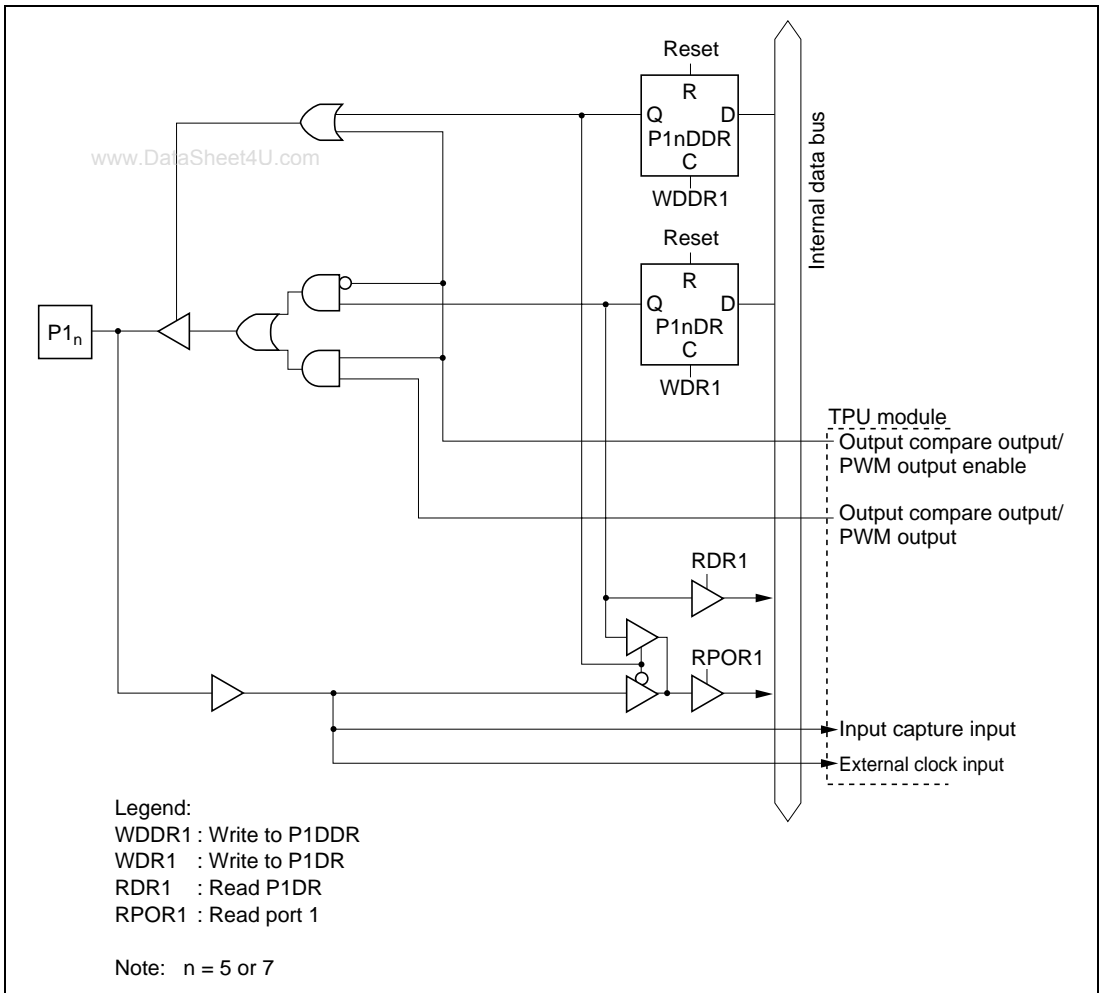 Reset
R
Q D
P1nDDR
C
WDDR1
www.DataSheet4U.com
Internal data bus
Reset
R
Q D
P1nDR
C
WDR1
P1n
TPU module
Output compare output/
PWM output enable
Output compare output/
PWM output
RDR1
RPOR1
Input capture input
External clock input
Legend:
WDDR1 : Write to P1DDR
WDR1 : Write to P1DR
RDR1 : Read P1DR
RPOR1 : Read port 1
Note: n = 5 or 7